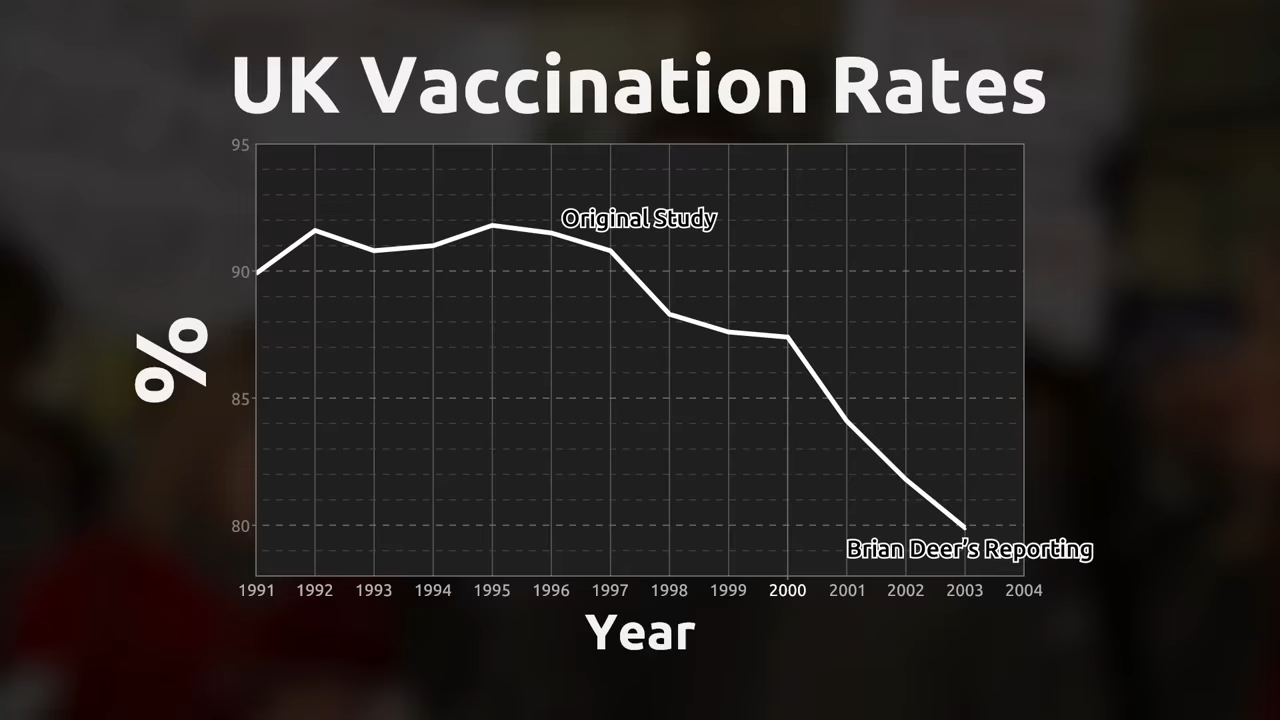 UK Vaccination Rates
95
Original Study
90
%
85
80
Brian Deer's Reporting
1991 1992 1993 1994 1995 1996 1997 1998 1999 2000 2001 2002 2003 2004
Year